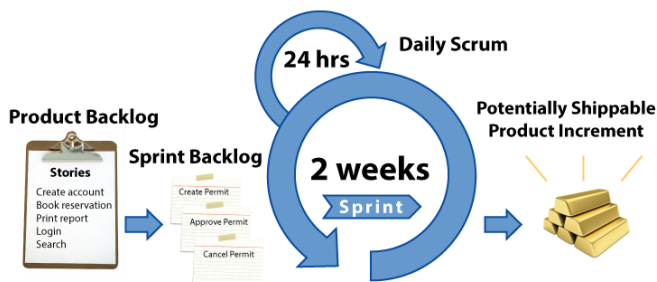 Product Backlog
Stories
Create account
Book reservation
Print report
Login
Search
Sprint Backlog
Create Permit
Approve Permit
Cancel Permit
24 hrs
Daily Scrum
2 weeks
Sprint
Potentially Shippable
Product Increment